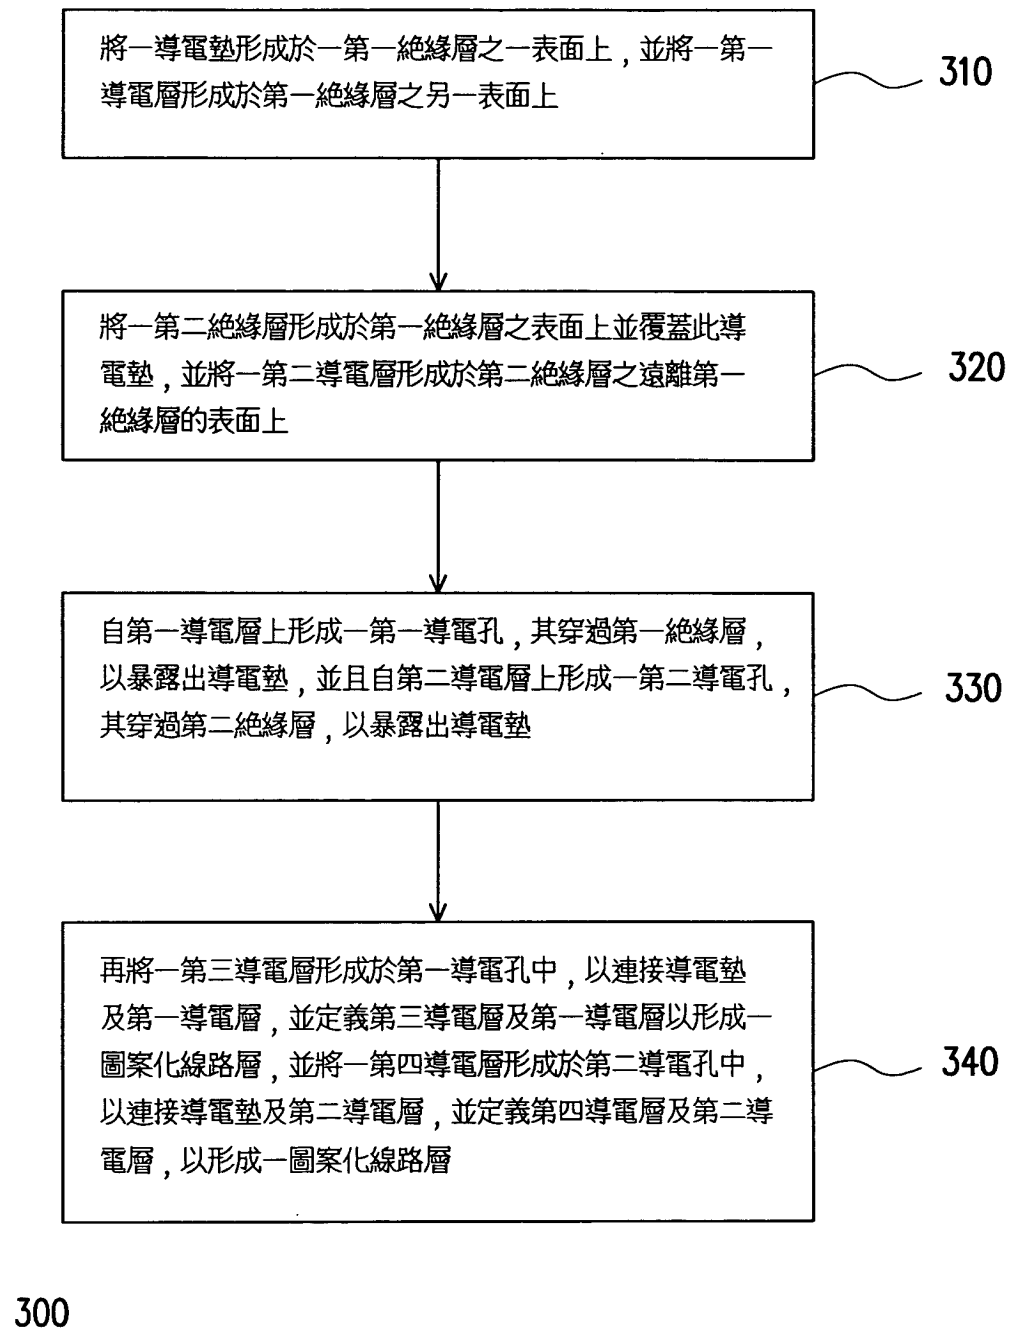 將一導電墊形成於一第一絕緣層之一表面上，並將一第一
導電層形成於第一絕緣層之另一表面上
310
將一第二絕緣層形成於第一絕緣層之表面上並覆蓋此導
電墊，並將一第二導電層形成於第二絕緣層之遠離第一
絕緣層的表面上
320
自第一導電層上形成一第一導電孔，其穿過第一絕緣層，
以暴露出導電墊，並且自第二導電層上形成一第二導電孔，
其穿過第二絕緣層，以暴露出導電墊
330
再將一第三導電層形成於第一導電孔中，以連接導電墊
及第一導電層，並定義第三導電層及第一導電層以形成一
圖案化線路層，並將一第四導電層形成於第二導電孔中，
以連接導電墊及第二導電層，並定義第四導電層及第二導
電層，以形成一圖案化線路層
340
300